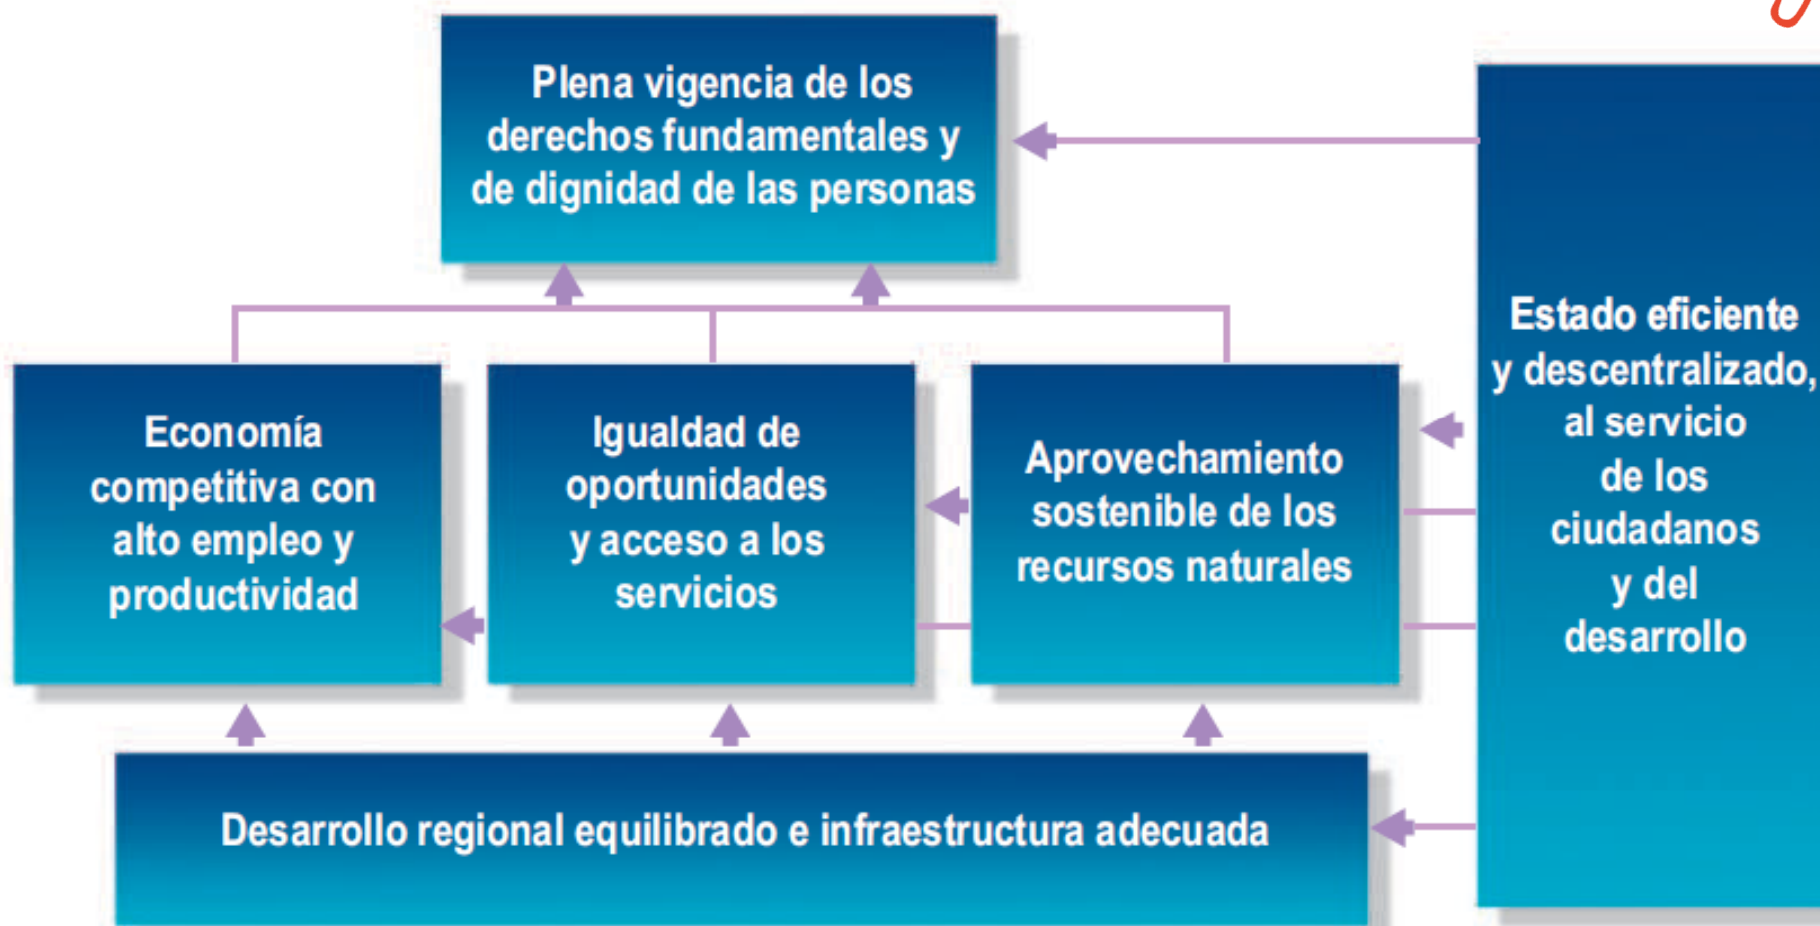 Plena vigencia de los
derechos fundamentales y
de dignidad de las personas
Economía
competitiva con
alto empleo y
productividad
Igualdad de
oportunidades
y acceso a los
servicios
Aprovechamiento
sostenible de los
recursos naturales
Estado eficiente
y descentralizado,
al servicio
de los
ciudadanos
y del
desarrollo
Desarrollo regional equilibrado e infraestructura adecuada